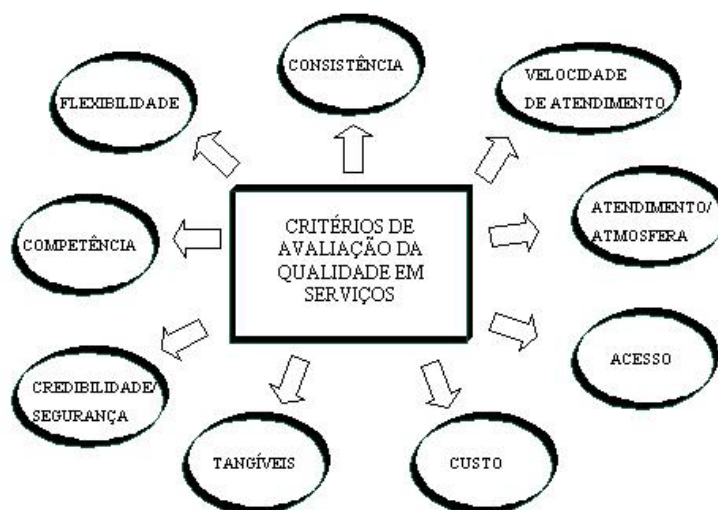 CONSISTÊNCIA
VELOCIDADE
DE ATENDIMENTO
FLEXIBILIDADE
CRITÉRIOS DE
AVALIAÇÃO DA
QUALIDADE EM
SERVIÇOS
ATENDIMENTO/
ATMOSFERA
COMPETÊNCIA
ACESSO
CREDIBILIDADE/
SEGURANÇA
TANGÍVEIS
CUSTO